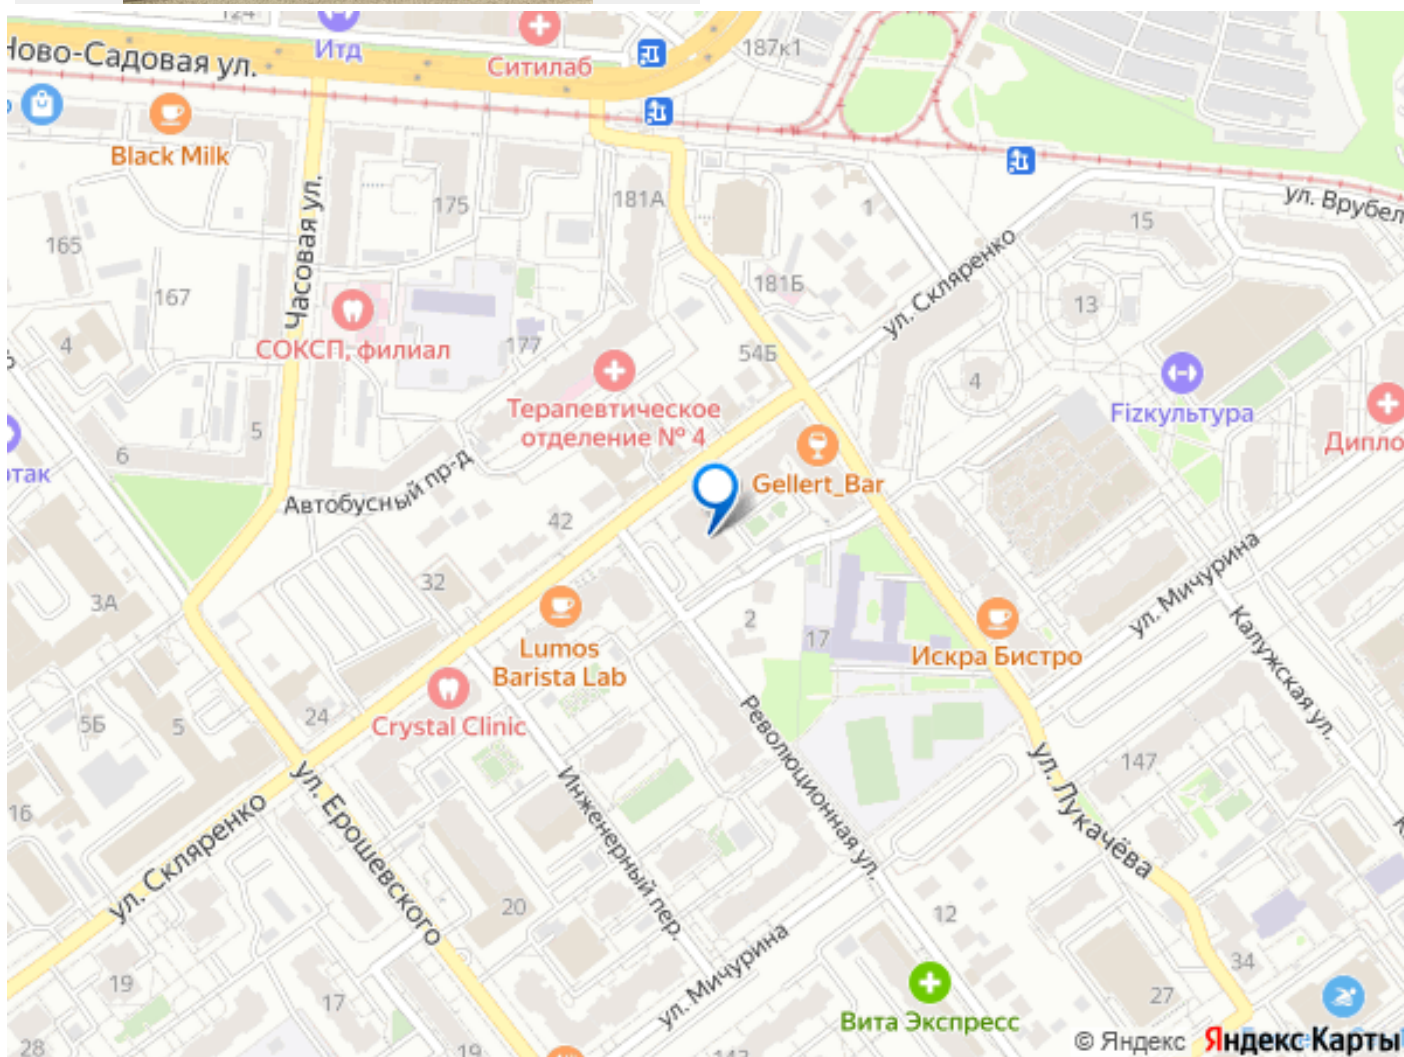 124
Итд
Ситилаб
187к1
Ново-Садовая ул.
Black Milk
ул. Врубел
175
181А
1
15
Часовая ул.
165
ул. Скляренко
167
181Б
13
СОКСП, филиал
177
54Б
4
4
Fizкультура
Терапевтическое
отделение № 4
Дипло
5
6
так
Автобусный пр-д
Gellert_Bar
42
32
ул. Мичурина
3А
2
17
Калужская ул.
Lumos
Barista Lab
Искра Бистро
5Б
5
24
Crystal Clinic
Революционная ул.
147
ул. Лукачёва
16
ул. Скляренко
ул. Ерошевского
Инженерный пер.
20
12
ул. Мичурина
34
19
17
27
Вита Экспресс
28
19
© Яндекс
Яндекс Карты